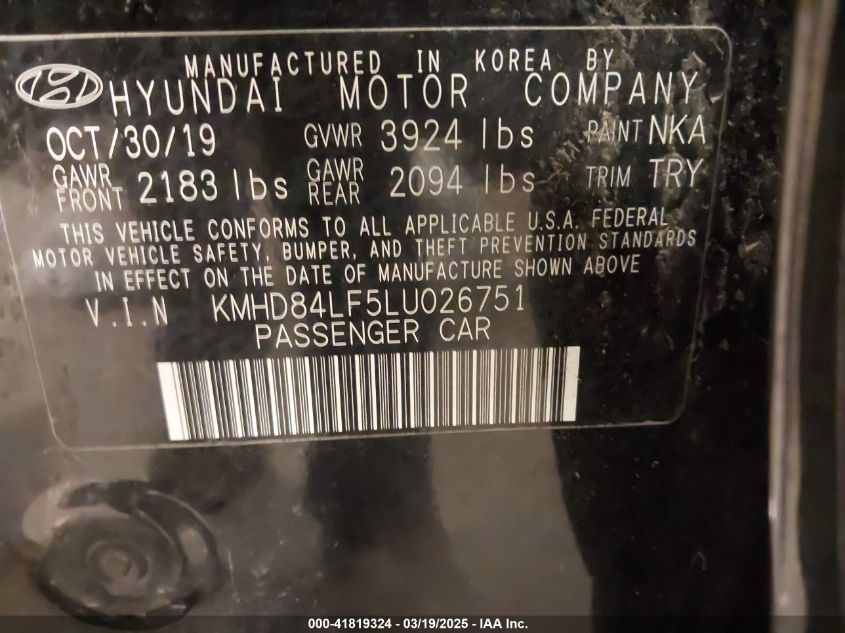 MANUFACTURED IN KOREA BY
HYUNDAI MOTOR COMPANY
OCT/30/19 GVWR 3924 lbs PAINT NKA
GAWR FRONT 2183 lbs GAWR REAR 2094 lbs TRIM TRY
THIS VEHICLE CONFORMS TO ALL APPLICABLE U.S.A. FEDERAL
MOTOR VEHICLE SAFETY, BUMPER, AND THEFT PREVENTION STANDARDS
IN EFFECT ON THE DATE OF MANUFACTURE SHOWN ABOVE
V.I.N KMHD84LF5LU026751
PASSENGER CAR
000-41819324 - 03/19/2025 - IAA Inc.